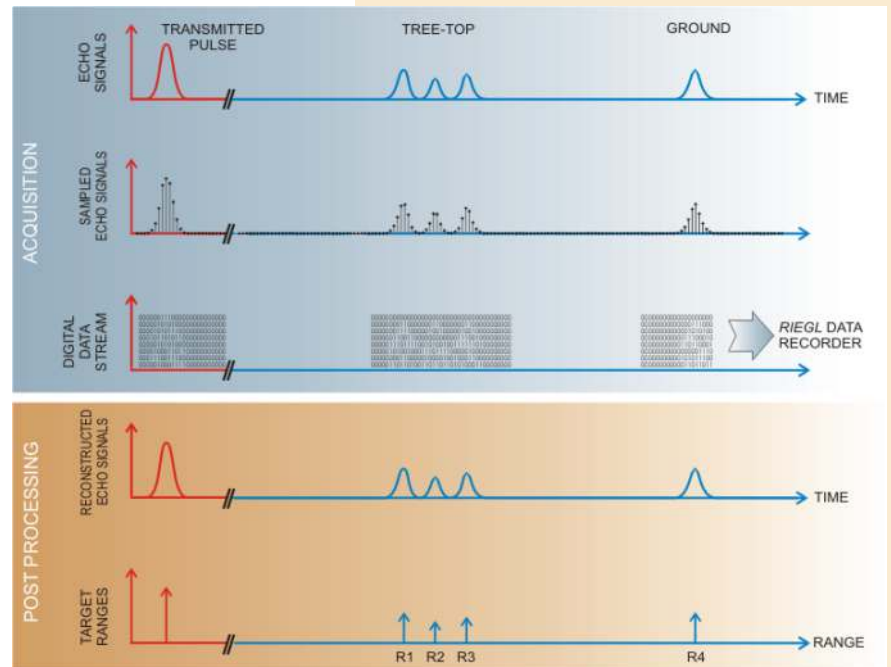 TRANSMITTED
PULSE
TREE-TOP
GROUND
ECHO
SIGNALS
TIME
ACQUISITION
SAMPLED
ECHO SIGNALS
DIGITAL
DATA
STREAM
RIEGL DATA
RECORDER
POST PROCESSING
RECONSTRUCTED
ECHO SIGNALS
TIME
TARGET
RANGES
R1 R2 R3 R4
RANGE